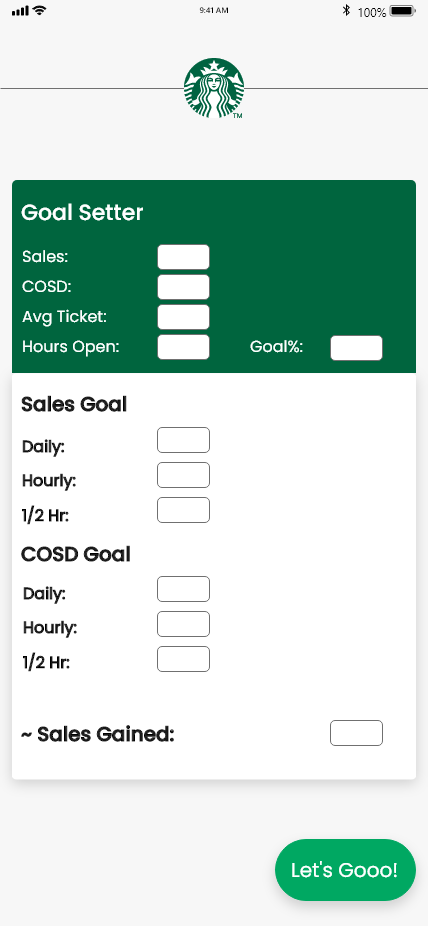 9:41 AM
100%
TM
Goal Setter
Sales:
COSD:
Avg Ticket:
Hours Open:
Goal%:
Sales Goal
Daily:
Hourly:
1/2 Hr:
COSD Goal
Daily:
Hourly:
1/2 Hr:
~ Sales Gained:
Let's Gooo!